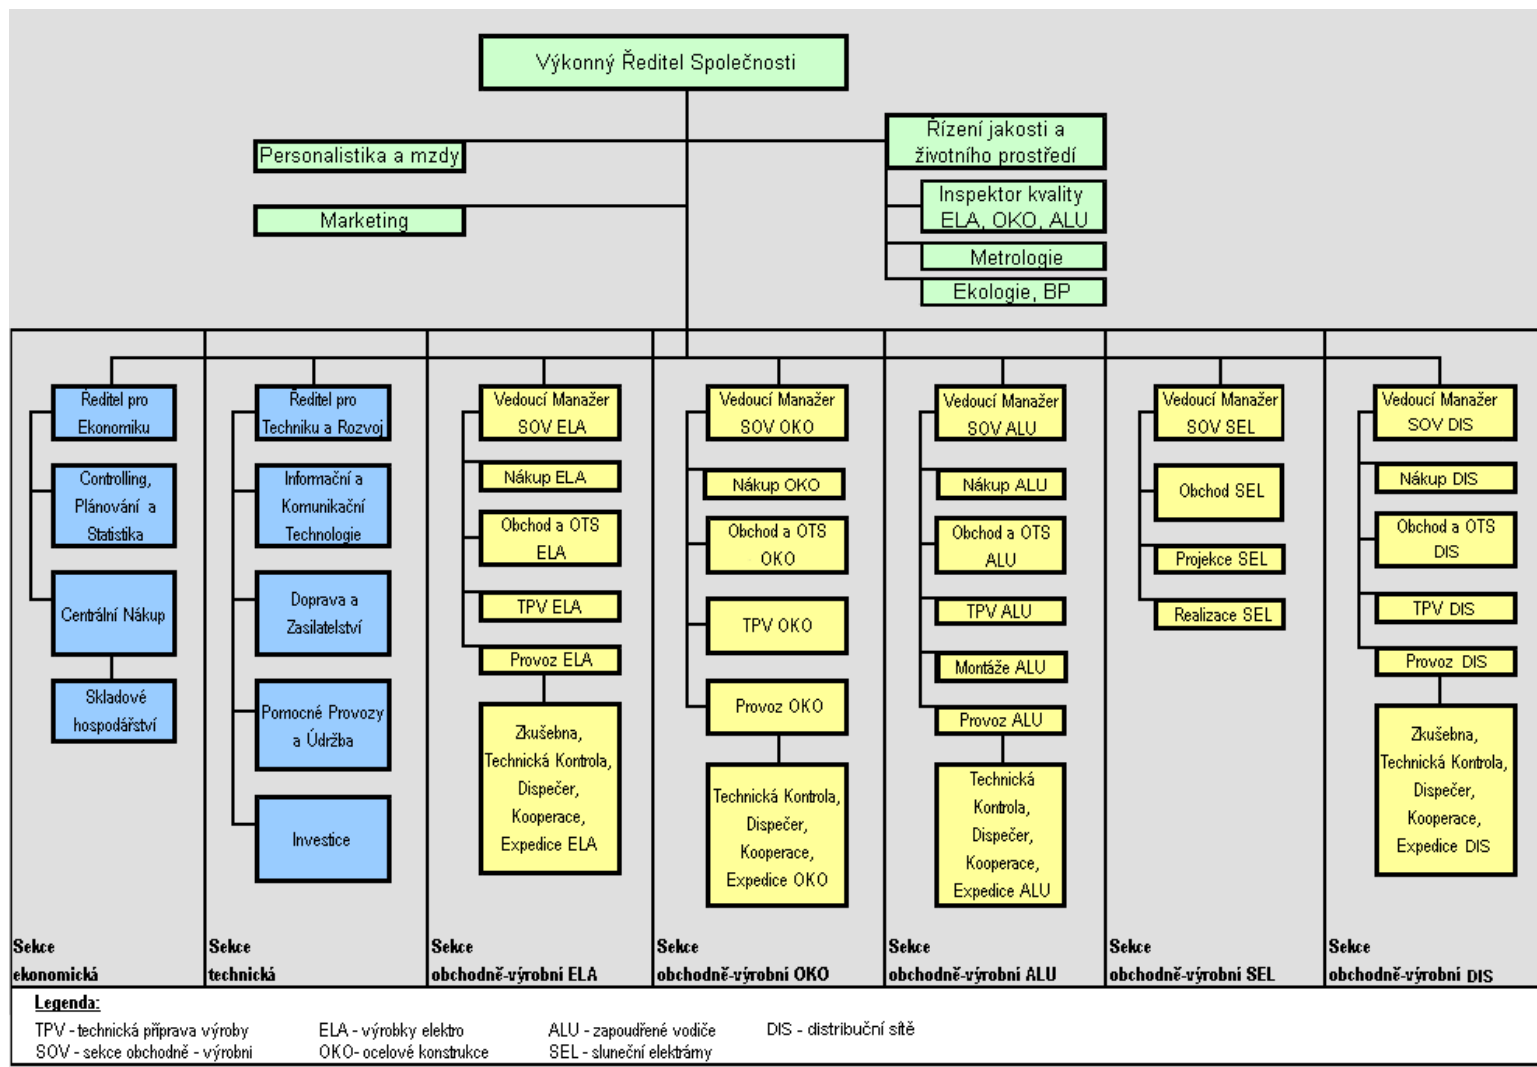 Výkonný Ředitel Společnosti
Personalistika a mzdy
Marketing
Řízení jakosti a
životního prostředí
Inspektor kvality
ELA, OKO, ALU
Metrologie
Ekologie, BP
Ředitel pro
Ekonomiku
Controlling,
Plánování a
Statistika
Centrální Nákup
Skladové
hospodářství
Sekce
ekonomická
Ředitel pro
Techniku a Rozvoj
Informační a
Komunikační
Technologie
Doprava a
Zasilatelství
Pomocné Provozy
a Údržba
Investice
Sekce
technická
Vedoucí Manažer
SOV ELA
Nákup ELA
Obchod a OTS
ELA
TPV ELA
Provoz ELA
Zkušebna,
Technická Kontrola,
Dispečer,
Kooperace,
Expedice ELA
Sekce
obchodně-výrobní ELA
Vedoucí Manažer
SOV OKO
Nákup OKO
Obchod a OTS
OKO
TPV OKO
Provoz OKO
Technická Kontrola,
Dispečer,
Kooperace,
Expedice OKO
Sekce
obchodně-výrobní OKO
Vedoucí Manažer
SOV ALU
Nákup ALU
Obchod a OTS
ALU
TPV ALU
Montáže ALU
Provoz ALU
Technická
Kontrola,
Dispečer,
Kooperace,
Expedice ALU
Sekce
obchodně-výrobní ALU
Vedoucí Manažer
SOV SEL
Obchod SEL
Projekce SEL
Realizace SEL
Sekce
obchodně-výrobní SEL
Vedoucí Manažer
SOV DIS
Nákup DIS
Obchod a OTS
DIS
TPV DIS
Provoz DIS
Zkušebna,
Technická Kontrola,
Dispečer,
Kooperace,
Expedice DIS
Sekce
obchodně-výrobní DIS
Legenda:
TPV - technická příprava výroby
SOV - sekce obchodně - výrobni
ELA - výrobky elektro
OKO- ocelové konstrukce
ALU - zapoudřené vodiče
SEL - sluneční elektrárny
DIS - distribuční sítě